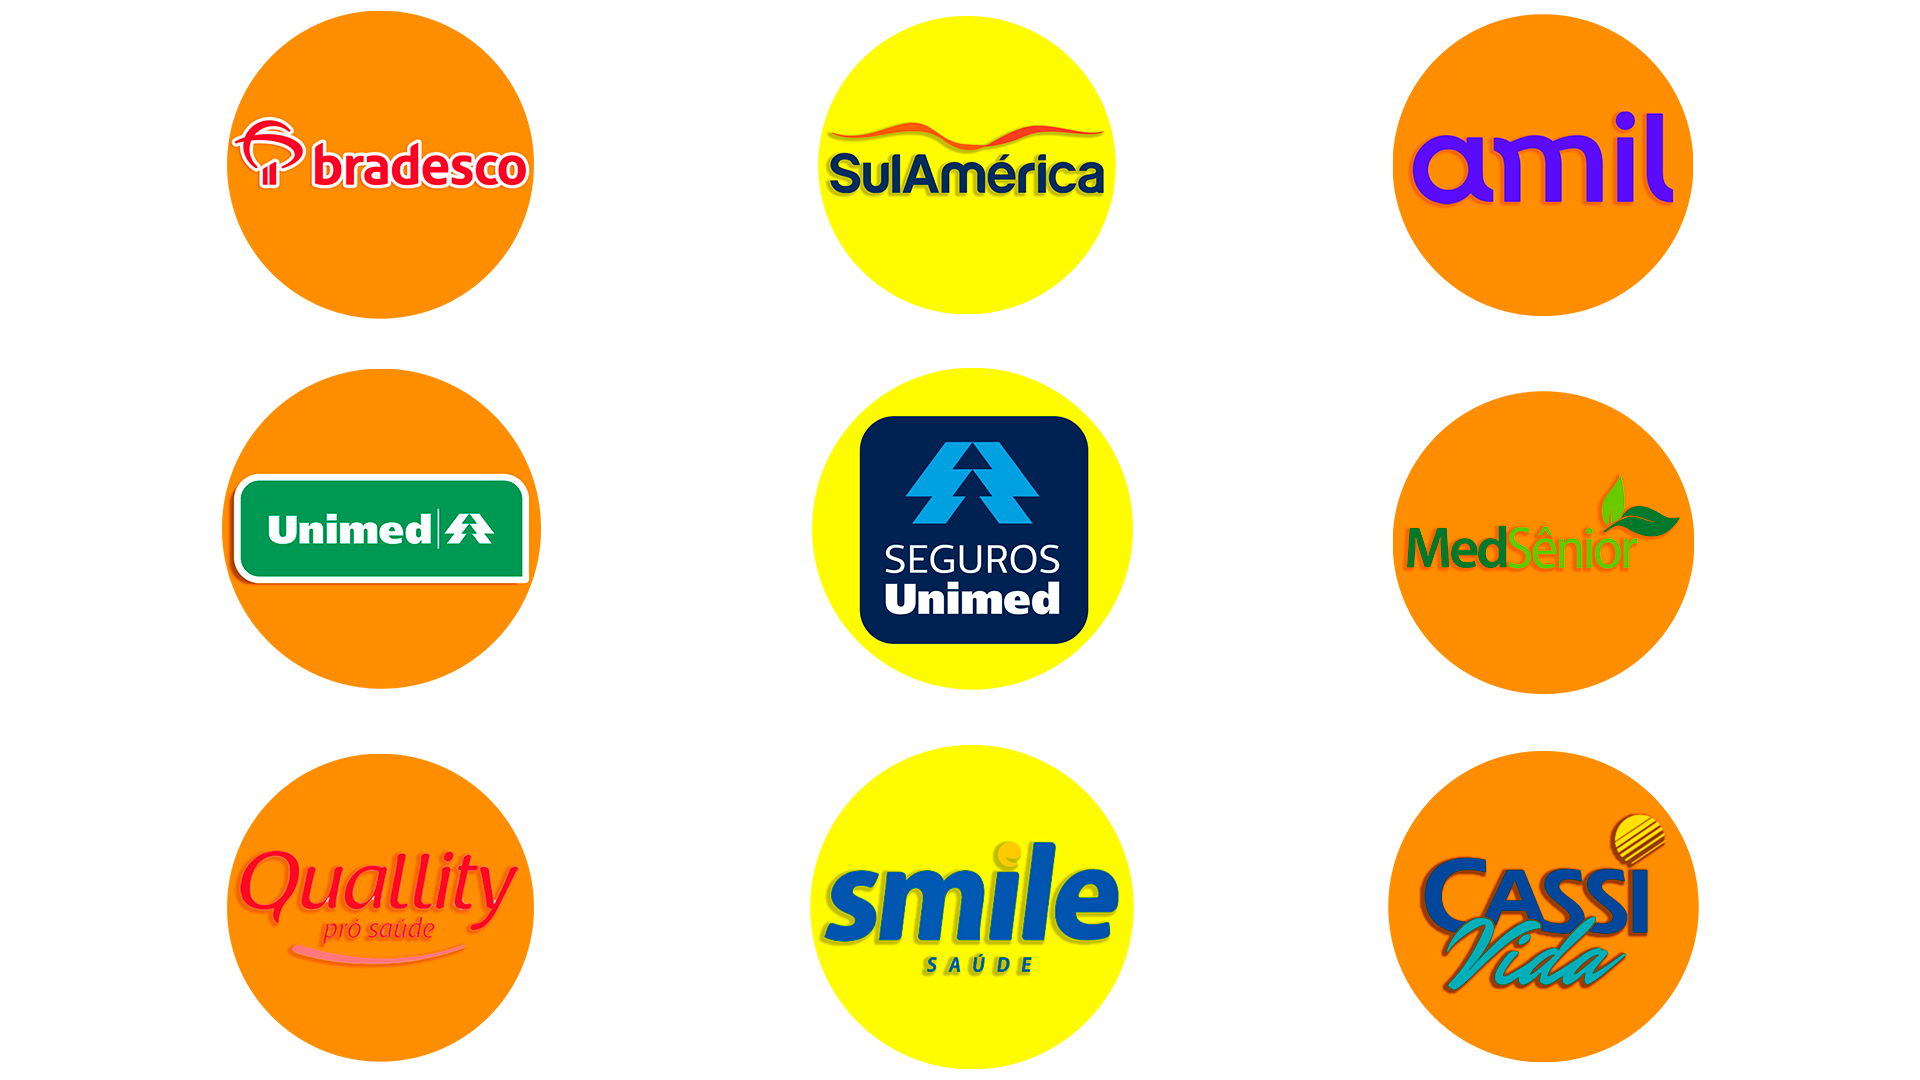 bradesco
SulAmérica
amil
Unimed
SEGUROS
Unimed
MedSênior
Quallity
pró saúde
smile
SAÚDE
CASSI
Vida